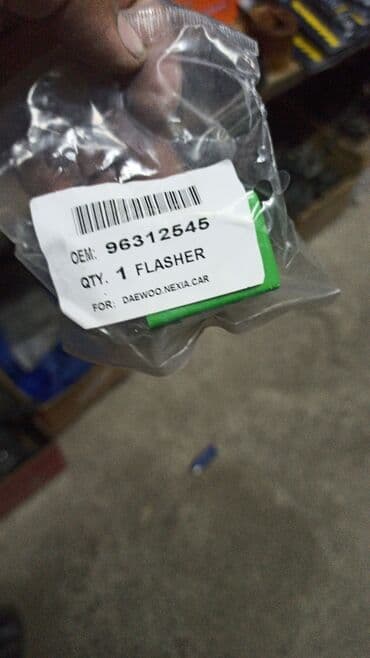 OEM: 96312545
QTY. 1 FLASHER
FOR: DAEWOO.NEXIA.CAR